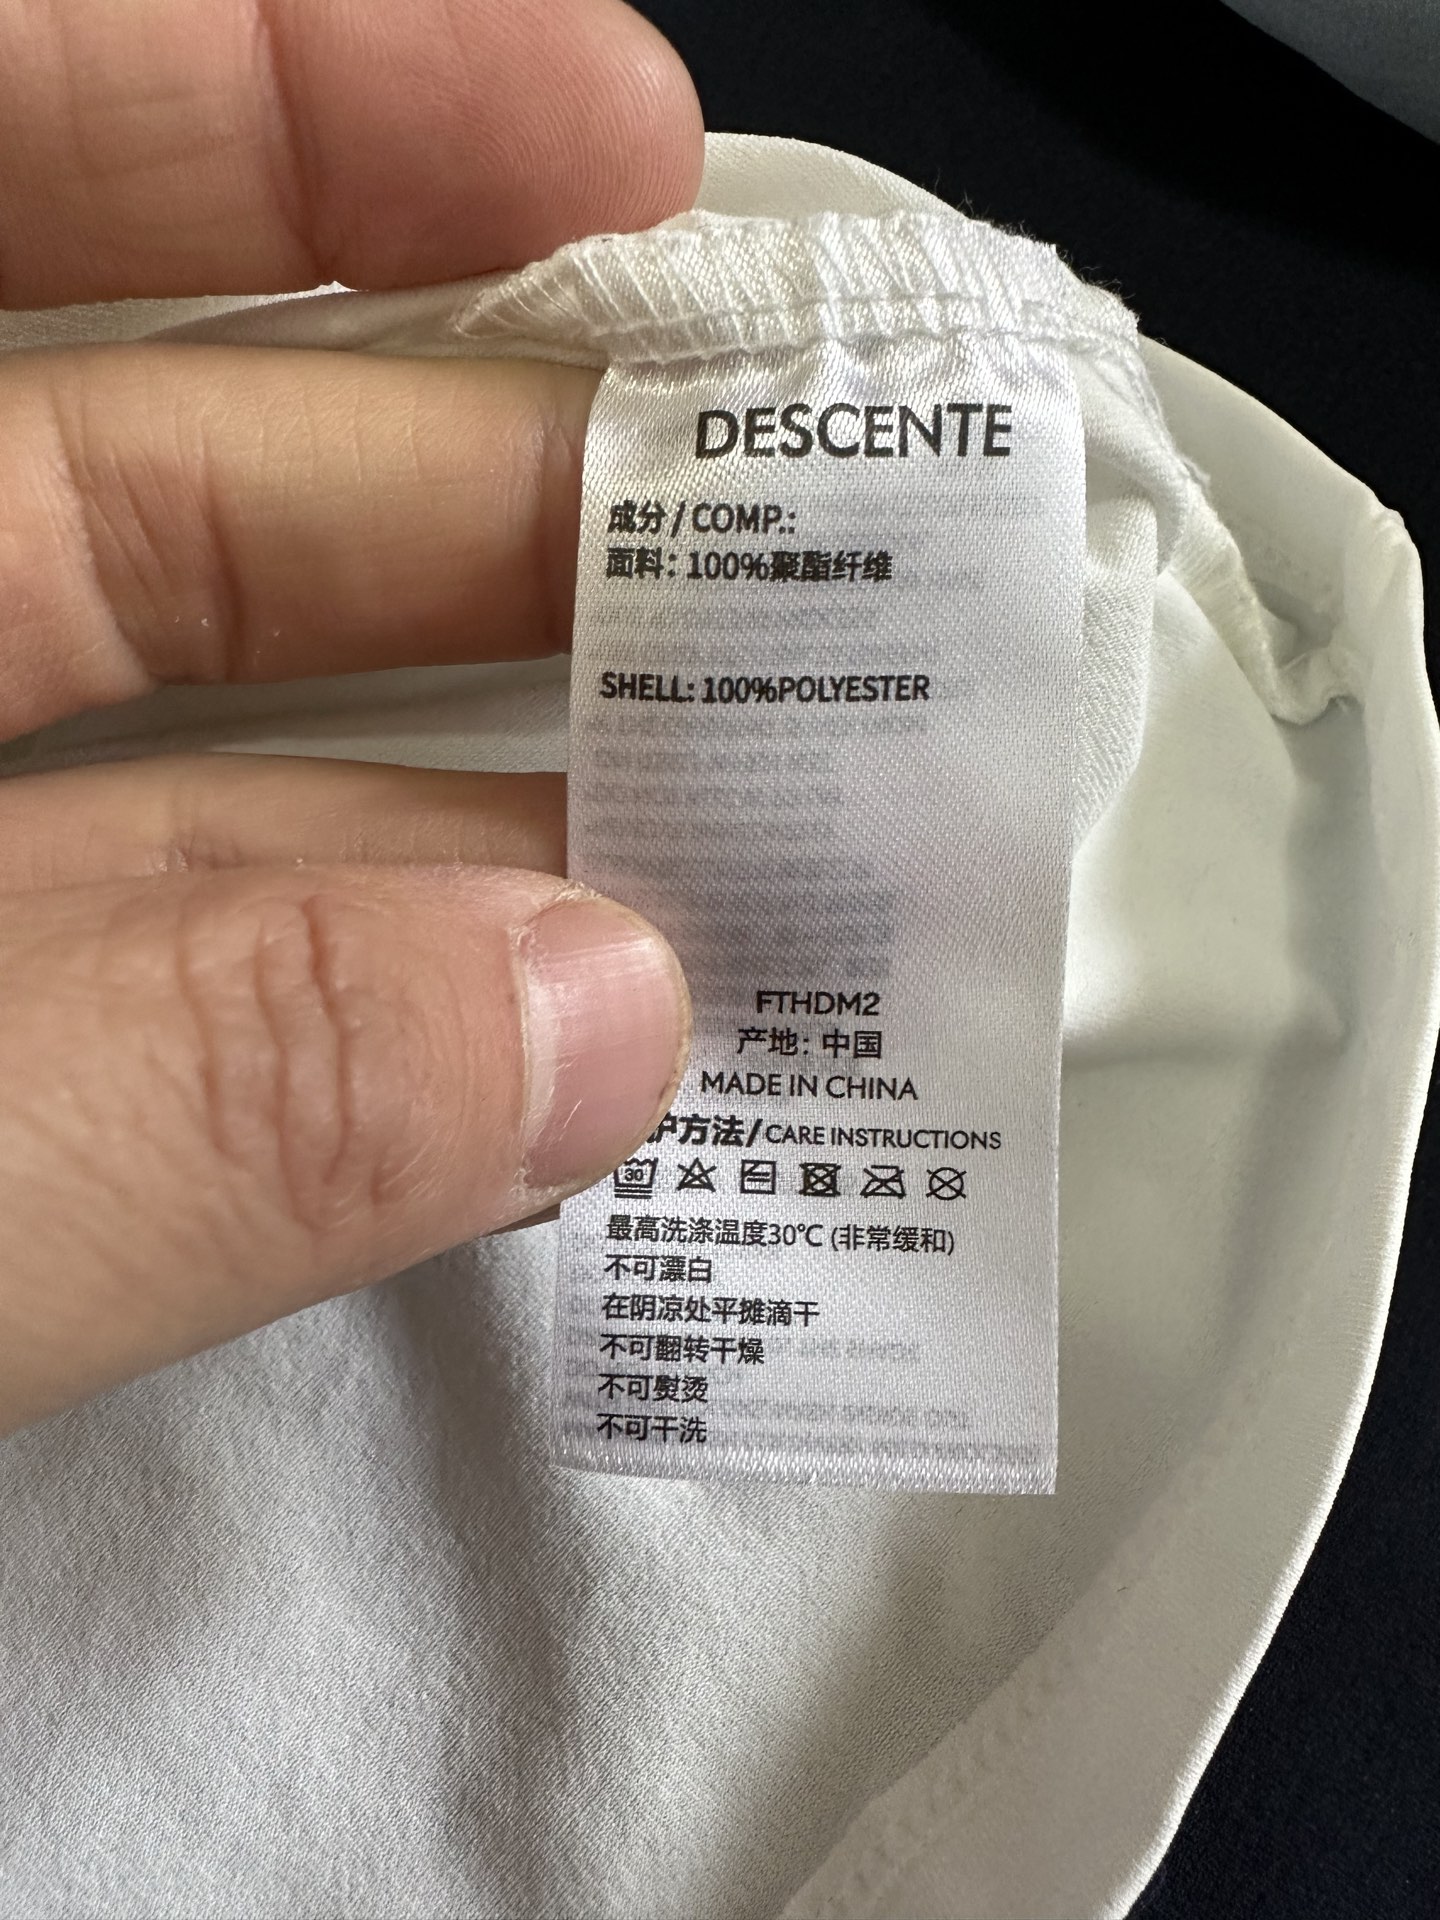 DESCENTE
成分/COMP.:
面料: 100%聚酯纤维
SHELL: 100%POLYESTER
FTHDM2
产地: 中国
MADE IN CHINA
护方法/CARE INSTRUCTIONS
30
最高洗涤温度30℃ (非常缓和)
不可漂白
在阴凉处平摊滴干
不可翻转干燥
不可熨烫
不可干洗